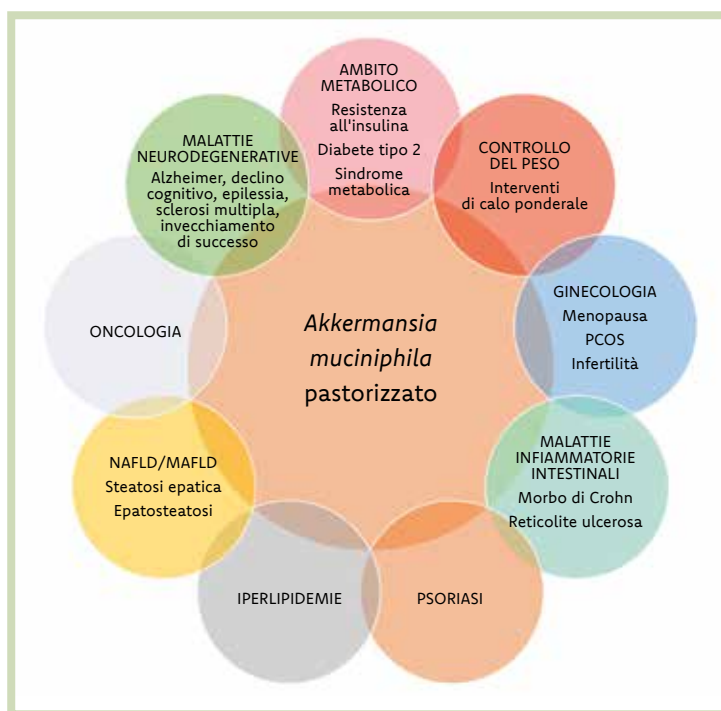 AMBITO
METABOLICO
Resistenza
all'insulina
Diabete tipo 2
Sindrome
metabolica
CONTROLLO
DEL PESO
Interventi
di calo ponderale
GINECOLOGIA
Menopausa
PCOS
Infertilità
MALATTIE
INFIAMMATORIE
INTESTINALI
Morbo di Crohn
Reticolite ulcerosa
PSORIASI
IPERLIPIDEMIE
NAFLD/MAFLD
Steatosi epatica
Epatosteatosi
ONCOLOGIA
MALATTIE
NEURODEGENERATIVE
Alzheimer, declino
cognitivo, epilessia,
sclerosi multipla,
invecchiamento
di successo
Akkermansia
muciniphila
pastorizzato